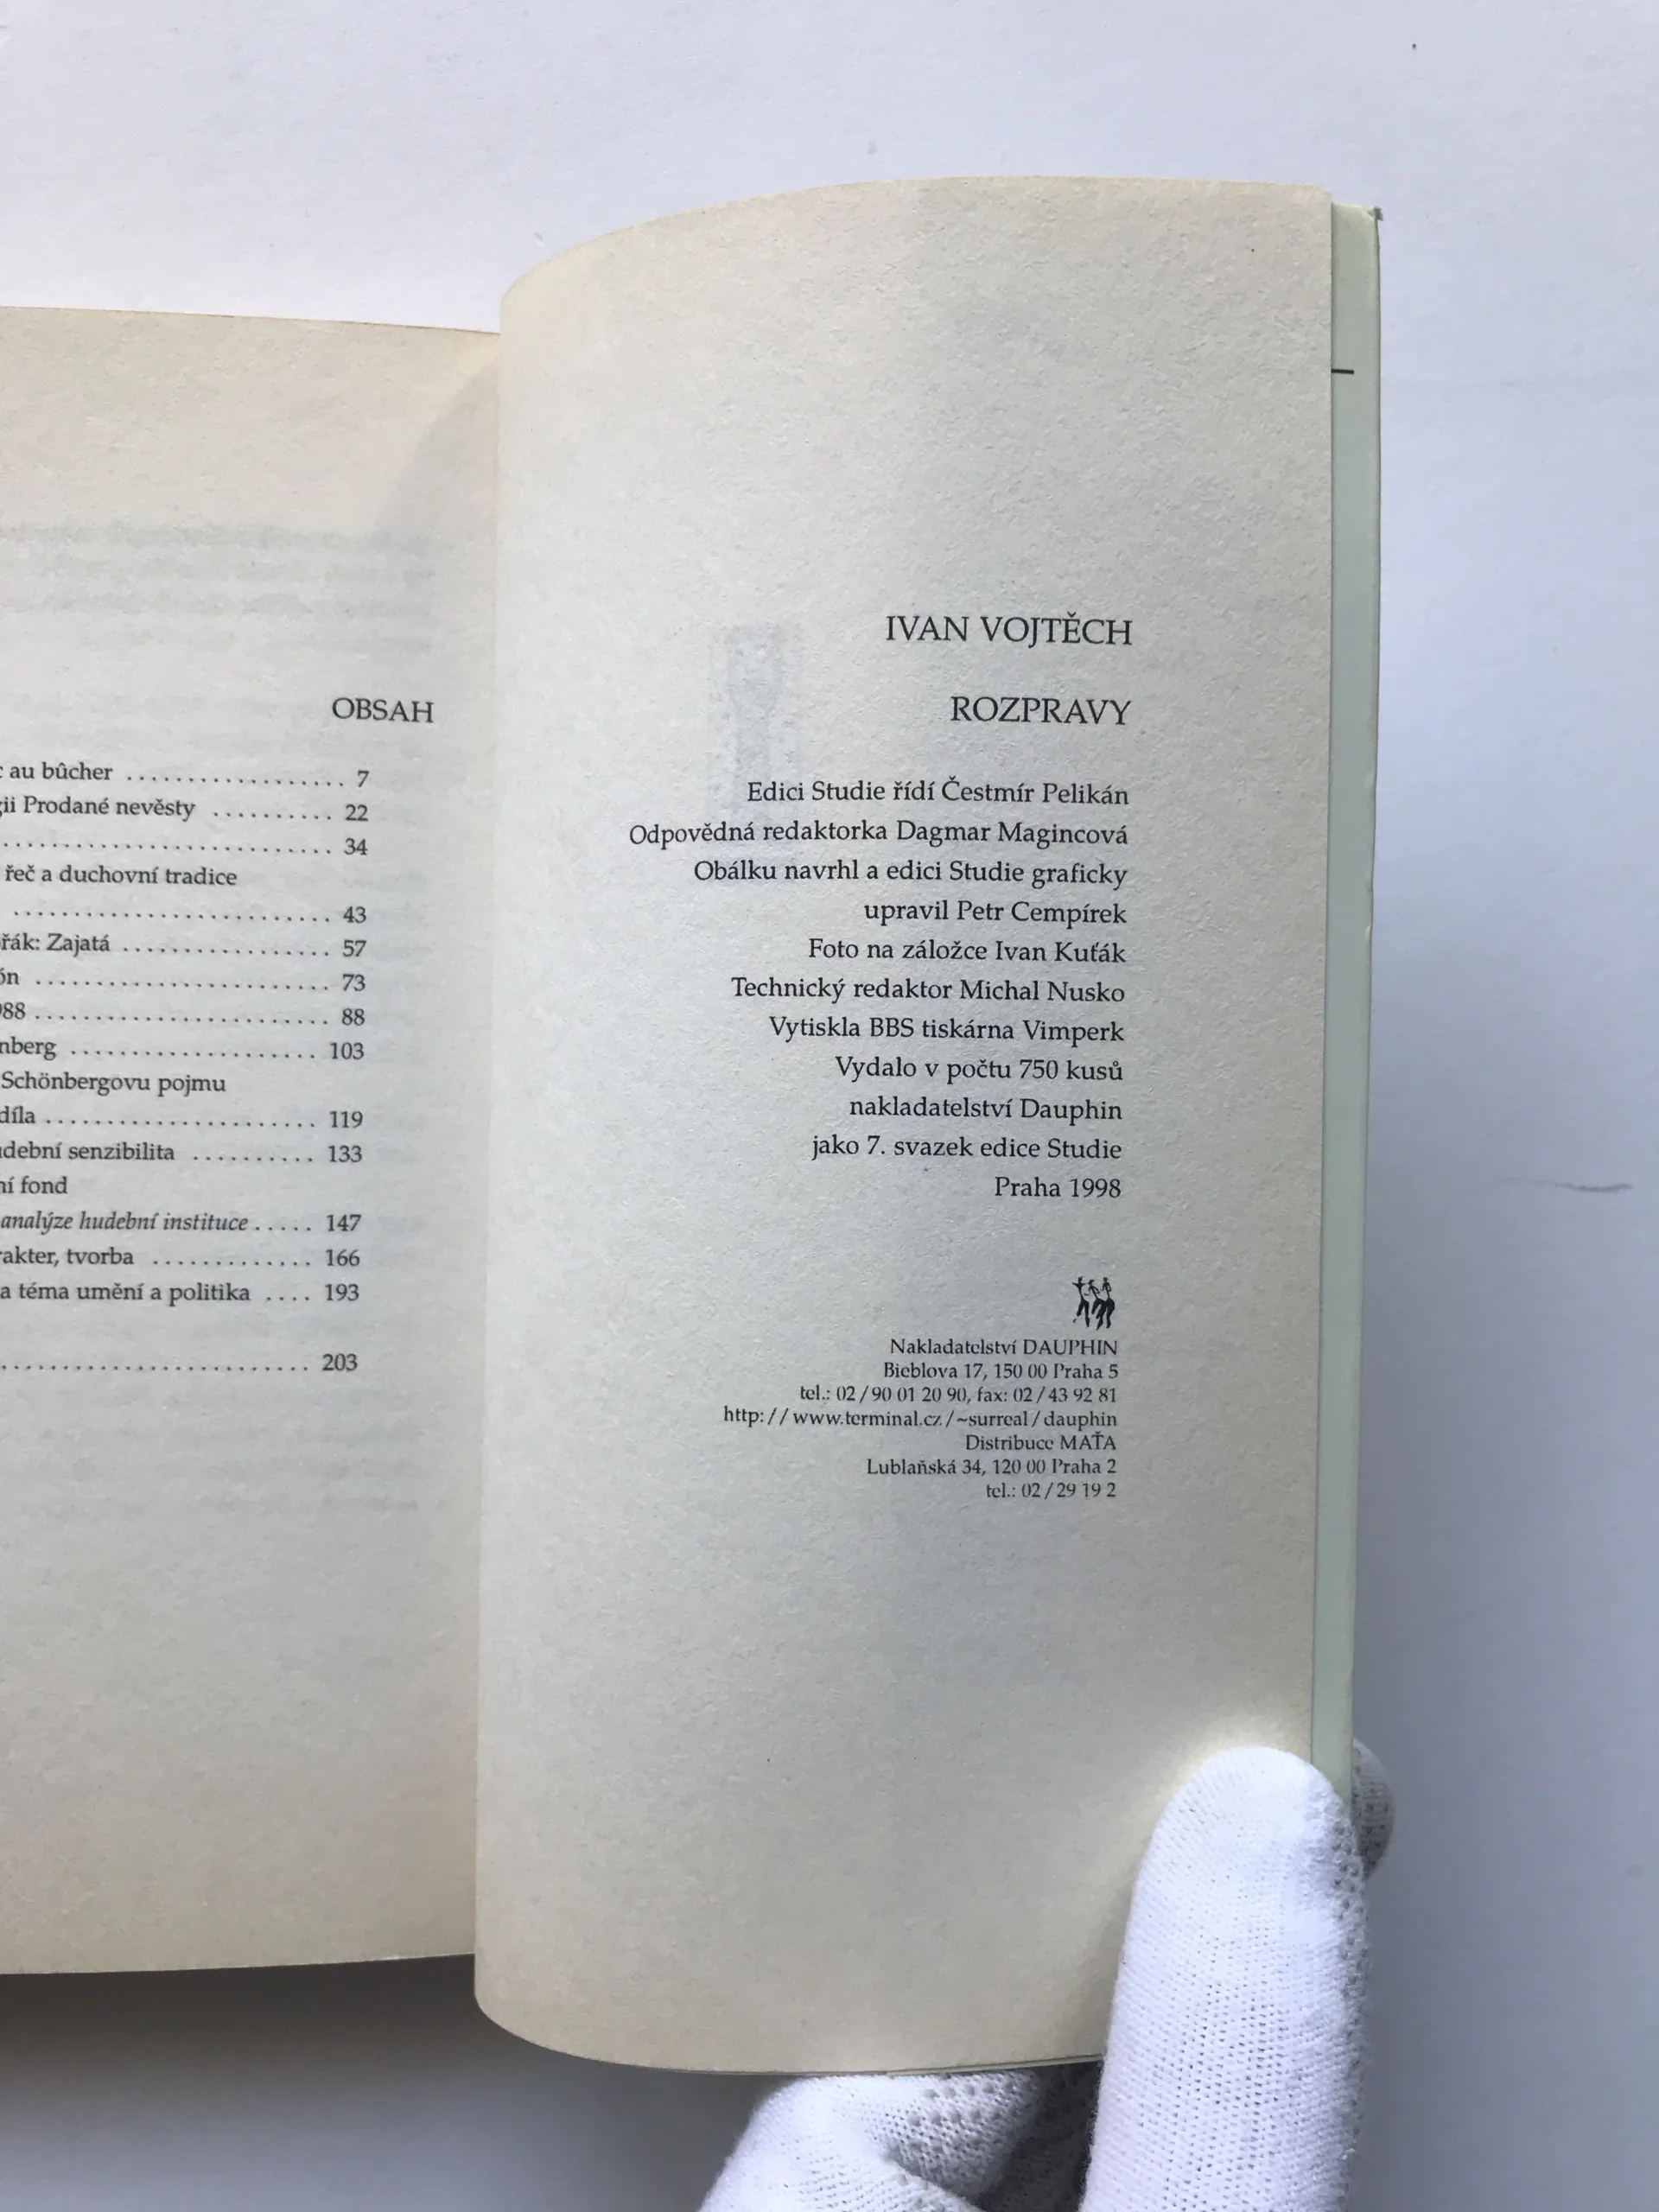 OBSAH
au bûcher .................. 7
Prodané nevěsty .......... 22
.......................... 34
řeč a duchovní tradice
.......................... 43
Zajatá ................. 57
........................ 73
........................ 88
.................... 103
Schönbergovu pojmu
díla ...................... 119
senzibilita .......... 133
fond
analýze hudební instituce ..... 147
tvorba ............. 166
téma umění a politika .... 193
......................... 203
IVAN VOJTĚCH
ROZPRAVY
Edici Studie řídí Čestmír Pelikán
Odpovědná redaktorka Dagmar Magincová
Obálku navrhl a edici Studie graficky
upravil Petr Cempírek
Foto na záložce Ivan Kuťák
Technický redaktor Michal Nusko
Vytiskla BBS tiskárna Vimperk
Vydalo v počtu 750 kusů
nakladatelství Dauphin
jako 7. svazek edice Studie
Praha 1998
Nakladatelství DAUPHIN
Bieblova 17, 150 00 Praha 5
tel.: 02/90 01 20 90, fax: 02/43 92 81
http://www.terminal.cz/~surreal/dauphin
Distribuce MAŤA
Lublaňská 34, 120 00 Praha 2
tel.: 02/29 19 2